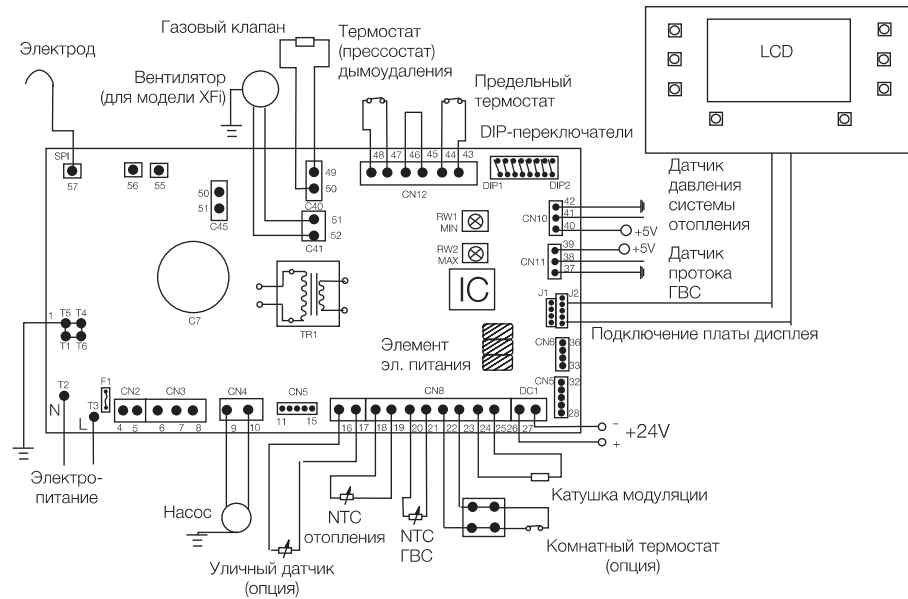 Газовый клапан
Термостат
(прессостат)
дымоудаления
LCD
Электрод
Вентилятор
(для модели XFi)
Предельный
термостат
DIP-переключатели
SPI
57
56 55
50
51
C45
49
50
C40
51
52
C41
48 47 46 45 44 43
CN12
DIP1 DIP2
RW1
MIN
RW2
MAX
IC
CN10
42
41
40
+5V
CN11
39
38
37
+5V
Датчик
давления
системы
отопления
Датчик
протока
ГВС
J1 J2
Подключение платы дисплея
C7
TR1
Элемент
эл. питания
CN6
36
33
CN5
32
28
1 T5 T4
T1 T6
T2
N
T3
L
F1
CN2 CN3
4 5 6 7 8
CN4
9 10
CN5
11 15
CN8
DC1
16 17 18 19 20 21 22 23 24 25 26 27
-
+
+24V
Электро-
питание
Насос
Уличный датчик
(опция)
NTC
отопления
NTC
ГВС
Катушка модуляции
Комнатный термостат
(опция)